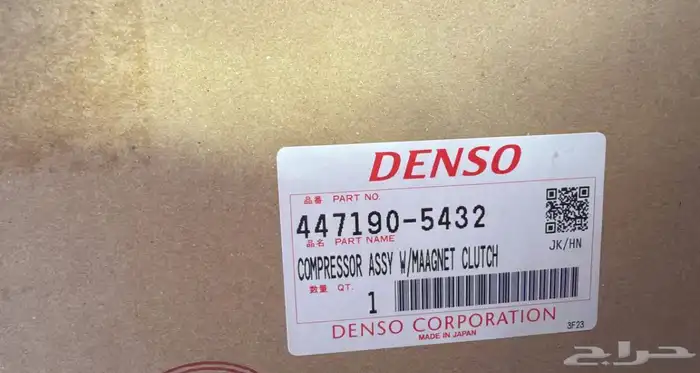 DENSO
品番 PART NO.
447190-5432
品名 PART NAME
JK/HN
COMPRESSOR ASSY W/MAAGNET CLUTCH
数量 QT.
1
DENSO CORPORATION
MADE IN JAPAN
3F23
حراج